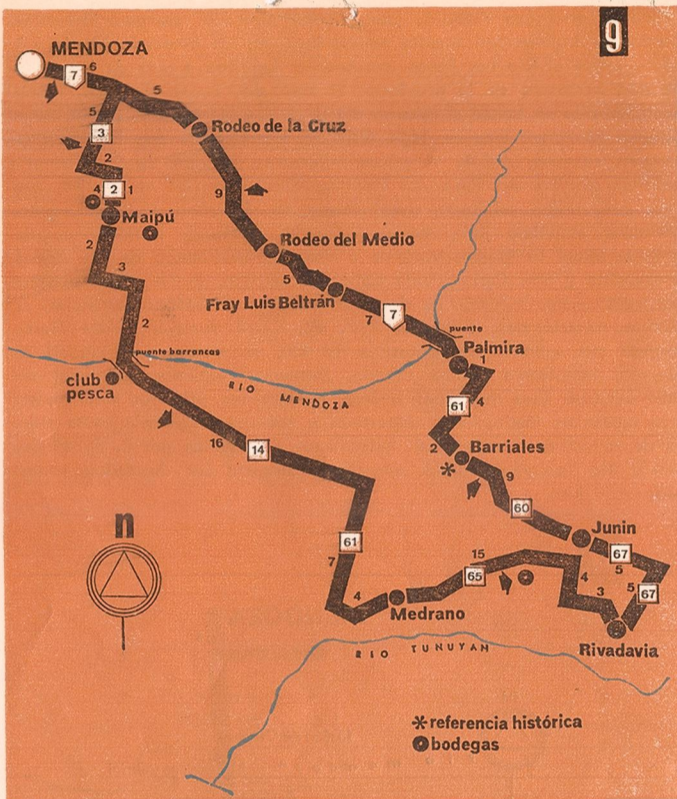 9
MENDOZA
6
7
5
5
3
Rodeo de la Cruz
2
4
2
1
Maipú
9
Rodeo del Medio
2
3
5
Fray Luis Beltrán
7
7
2
puente
puente barrancas
Palmira
1
club
pesca
RIO MENDOZA
61
4
16
14
2
Barriales
9
60
n
61
Junin
7
15
67
5
65
4
5
67
4
3
Medrano
Rivadavia
RIO TUNUYAN
referencia histórica
bodegas